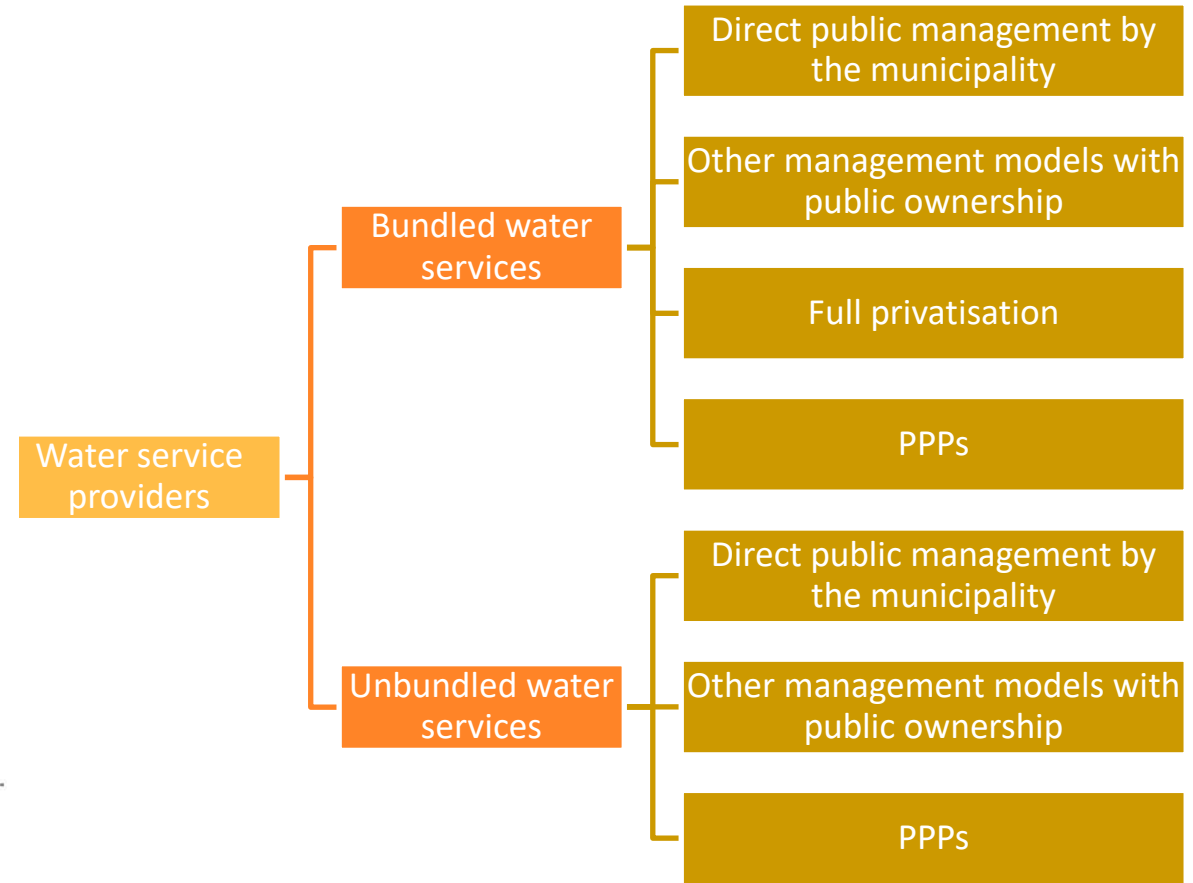 Water service
providers
Bundled water
services
Direct public management by
the municipality
Other management models with
public ownership
Full privatisation
PPPs
Unbundled water
services
Direct public management by
the municipality
Other management models with
public ownership
PPPs